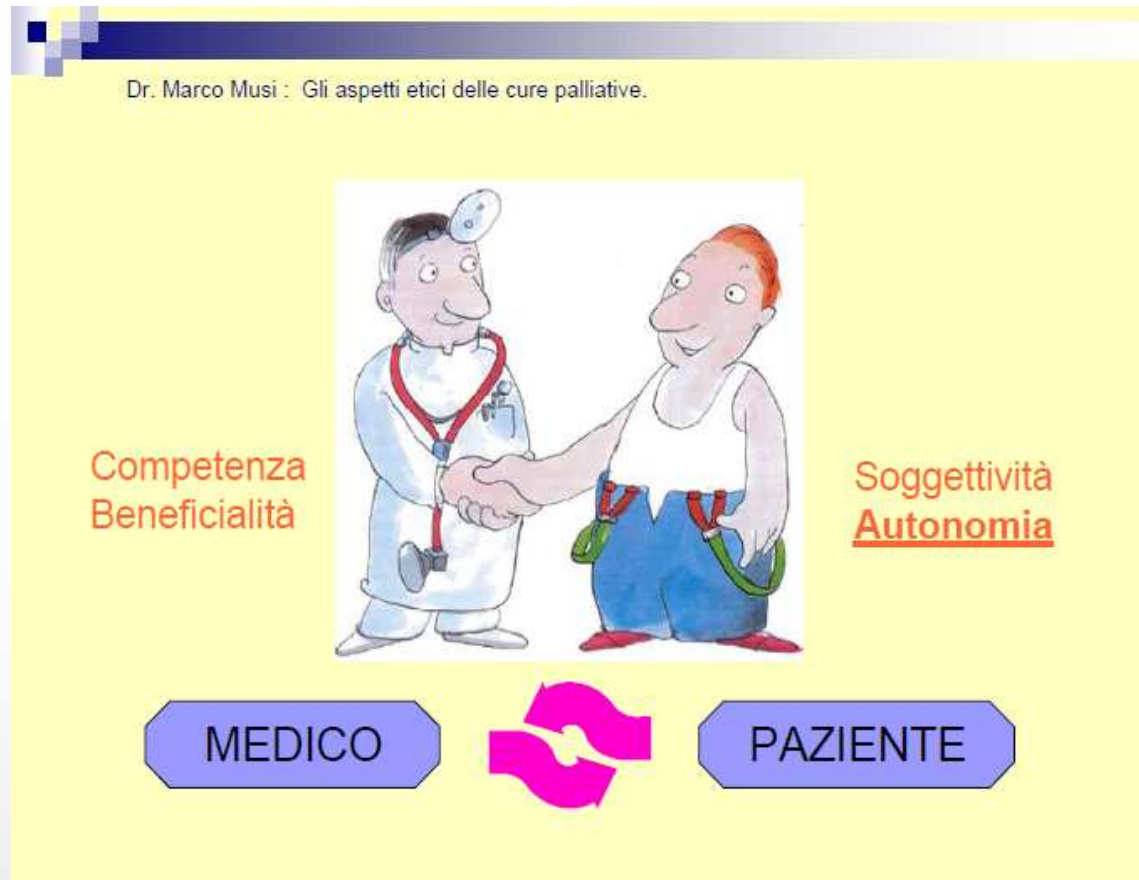 Dr. Marco Musi : Gli aspetti etici delle cure palliative.
Competenza
Beneficialità
Soggettività
Autonomia
MEDICO
PAZIENTE